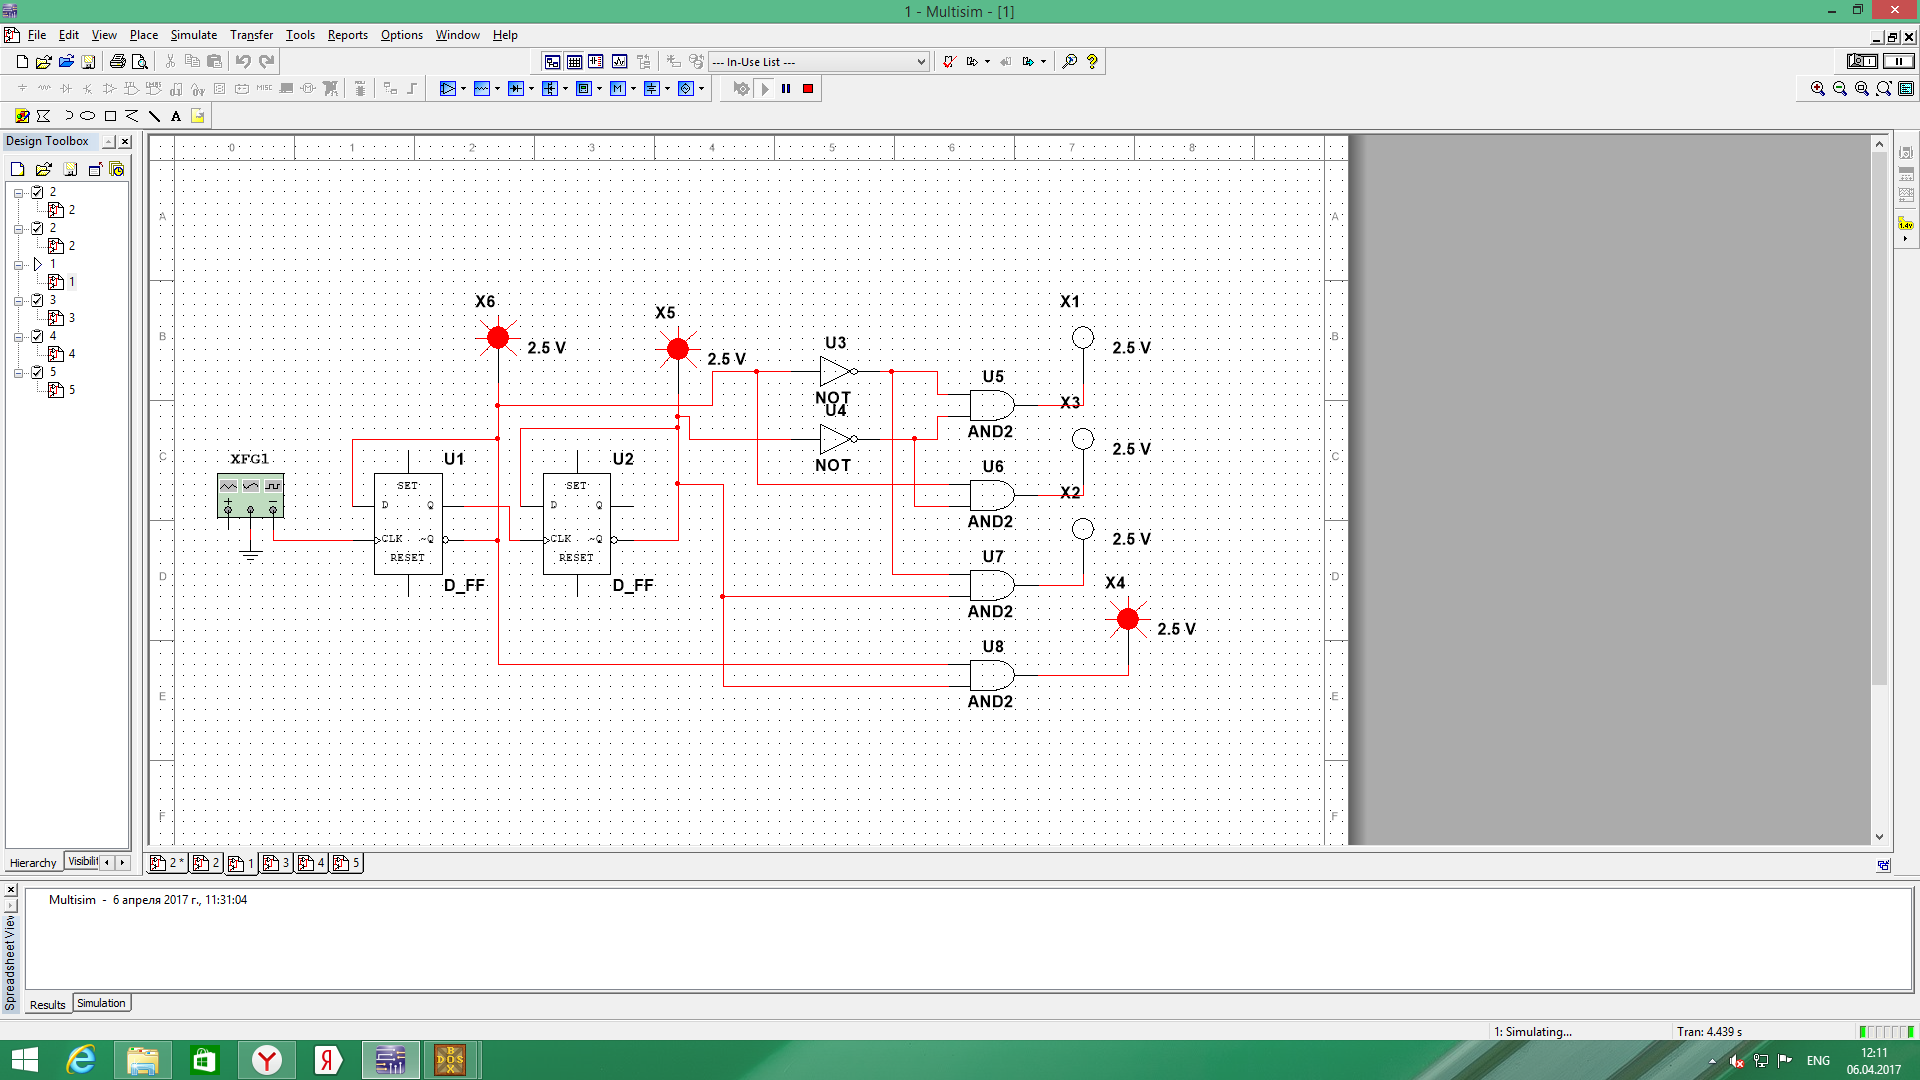 1 - Multisim - [1]
File Edit View Place Simulate Transfer Tools Reports Options Window Help
--- In-Use List ---
MISC
Design Toolbox
2
2
2
2
1
1
3
3
4
4
5
5
Hierarchy Visibilit
0 1 2 3 4 5 6 7 8
A A
B B
C C
D D
E E
F F
X6
2.5 V
X5
2.5 V
X1
2.5 V
U3
NOT
U4
NOT
U5
AND2
X3
2.5 V
U6
AND2
X2
2.5 V
U7
AND2
X4
2.5 V
U8
AND2
XFG1
U1
SET
D Q
CLK ~Q
RESET
D_FF
U2
SET
D Q
CLK ~Q
RESET
D_FF
1.4v
2 * 2 1 3 4 5
Spreadsheet View
Multisim - 6 апреля 2017 г., 11:31:04
Results Simulation
1: Simulating... Tran: 4.439 s
ENG
12:11
06.04.2017